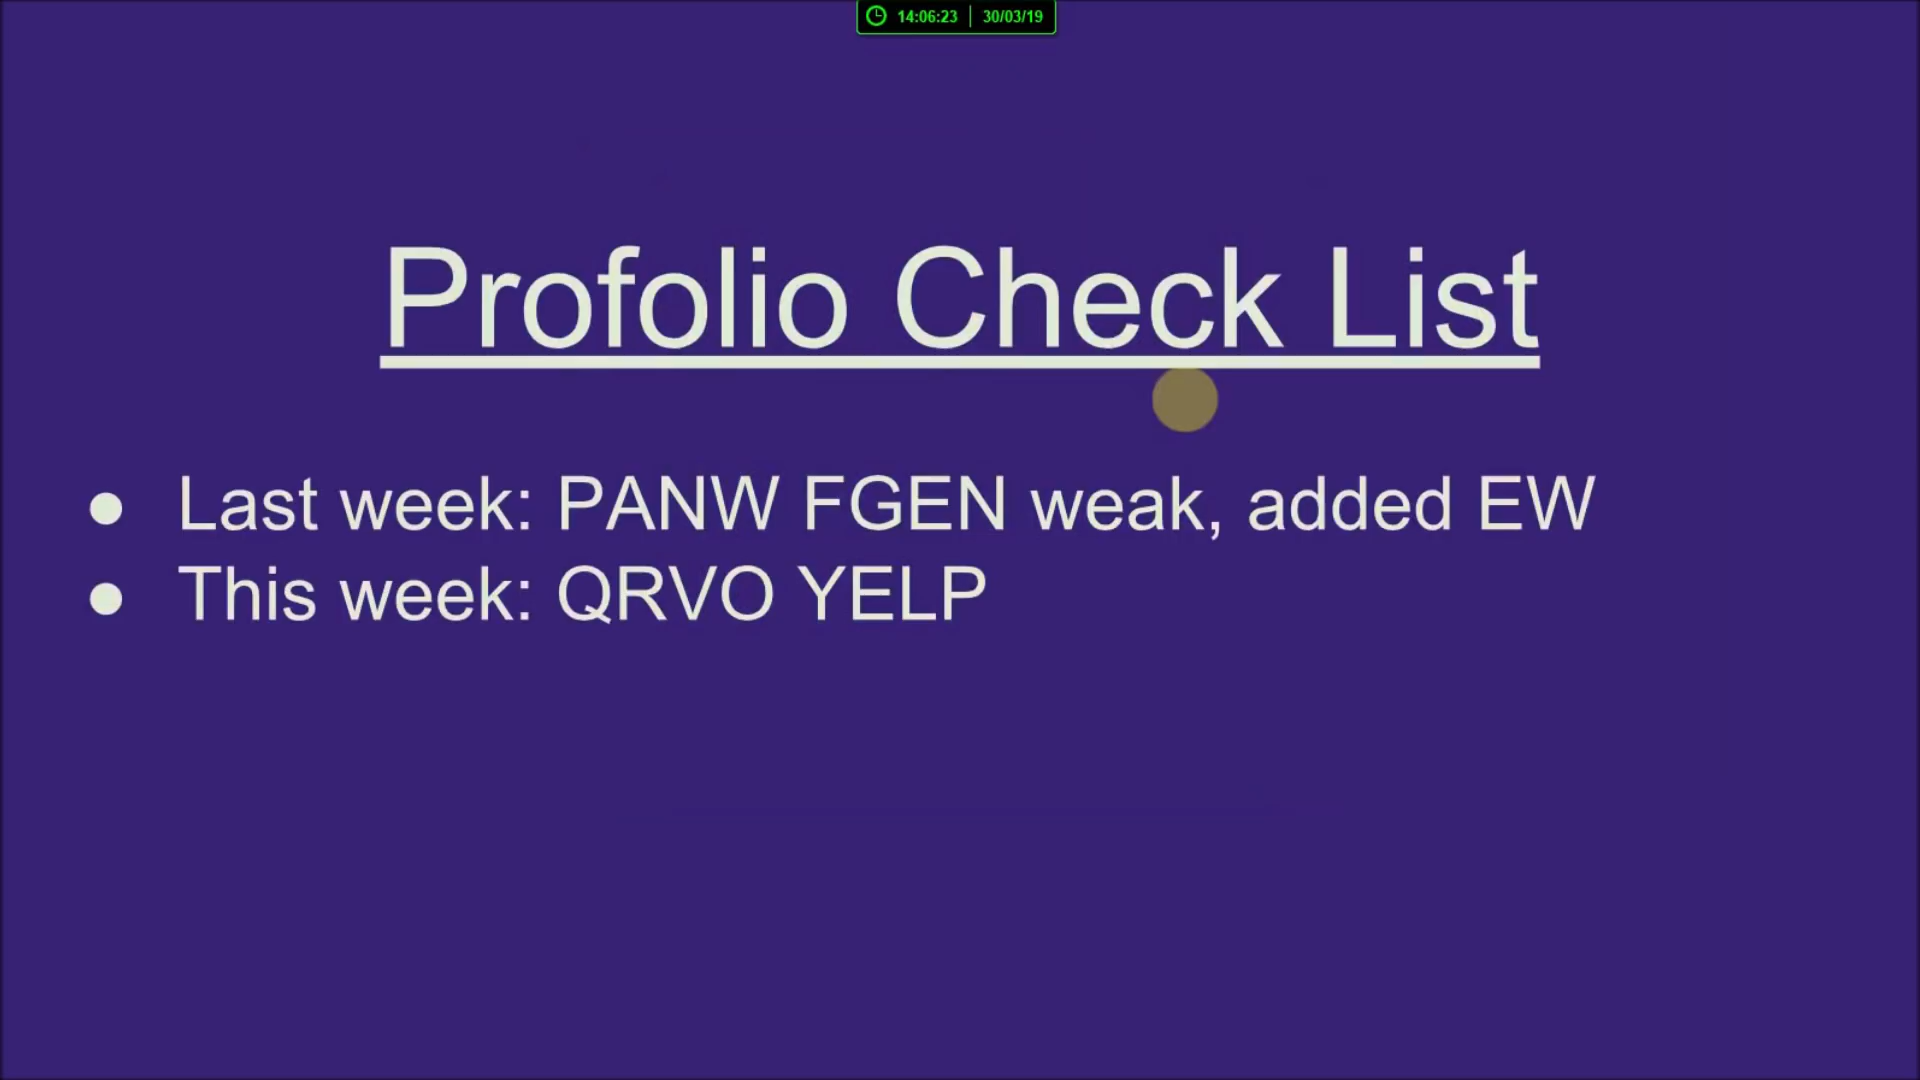 14:06:23 | 30/03/19
Profolio Check List
● Last week: PANW FGEN weak, added EW
● This week: QRVO YELP